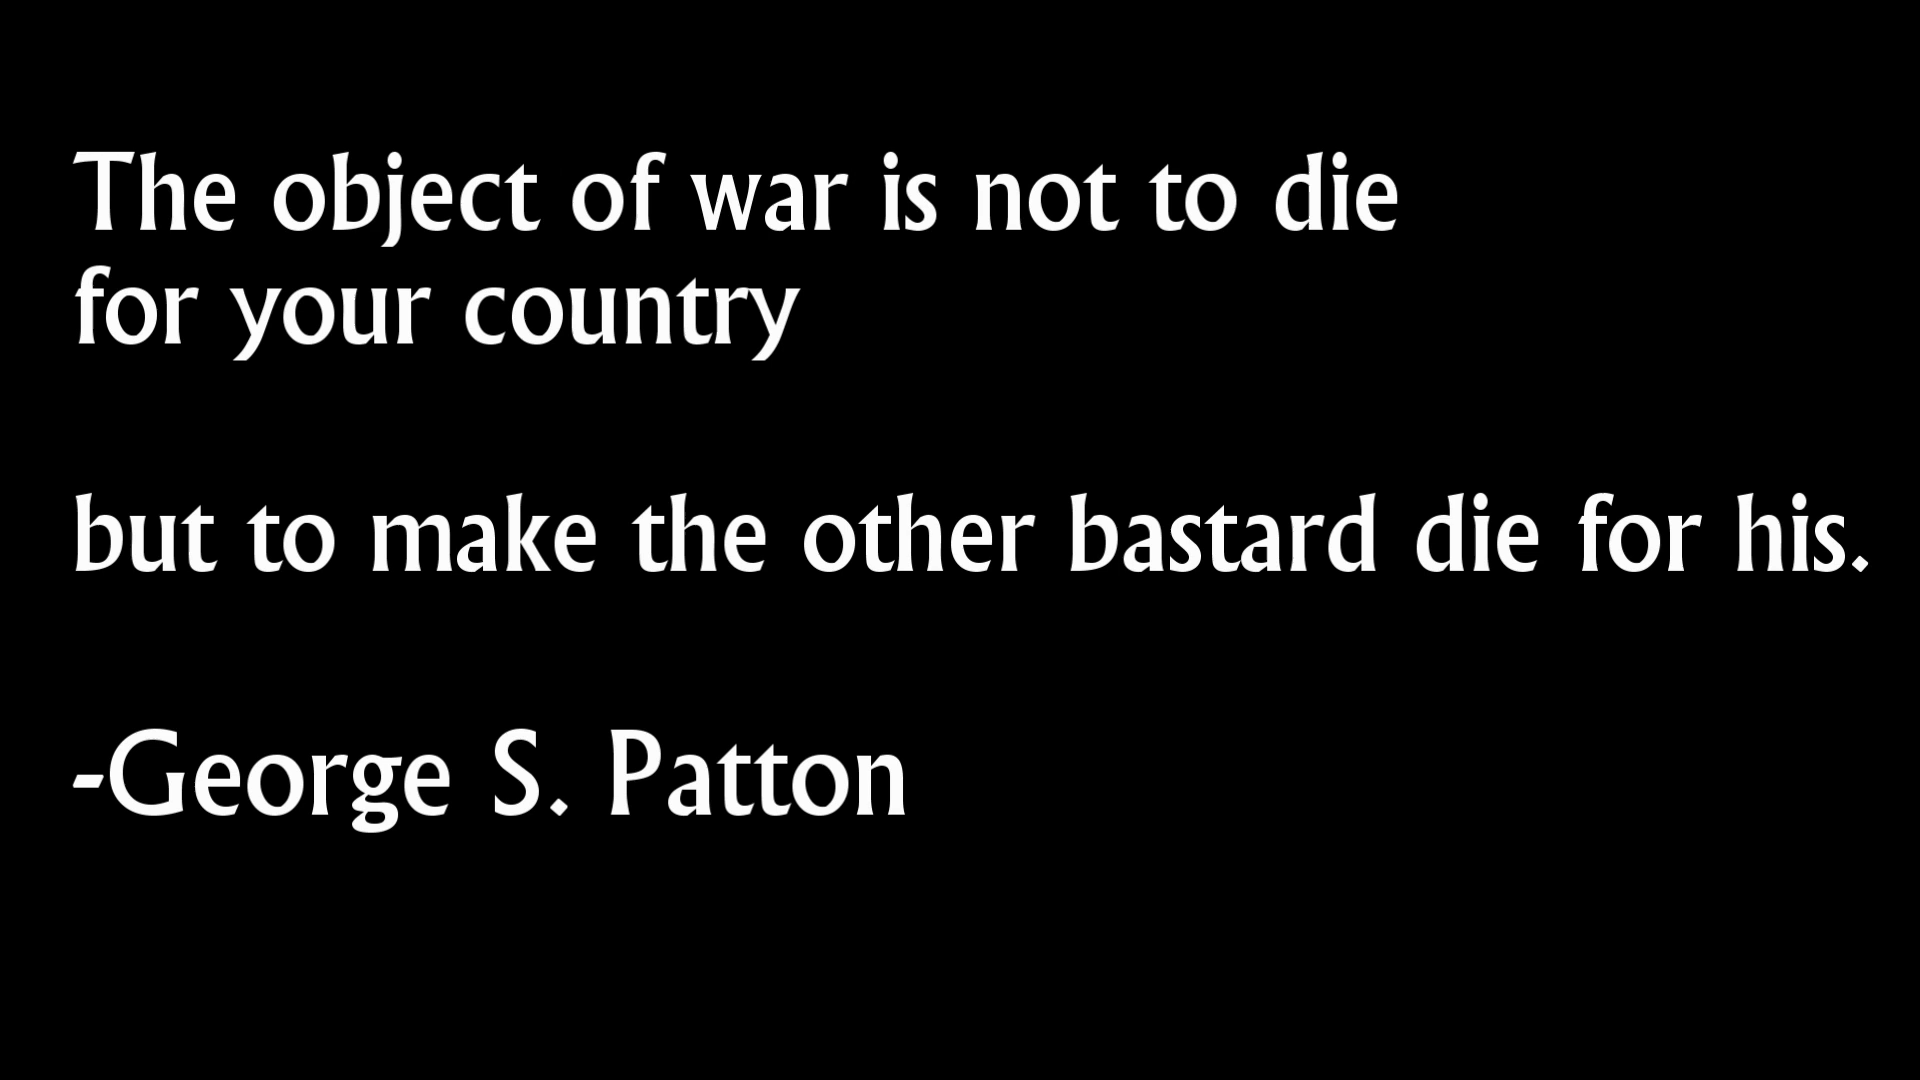 The object of war is not to die
for your country
but to make the other bastard die for his.
-George S. Patton